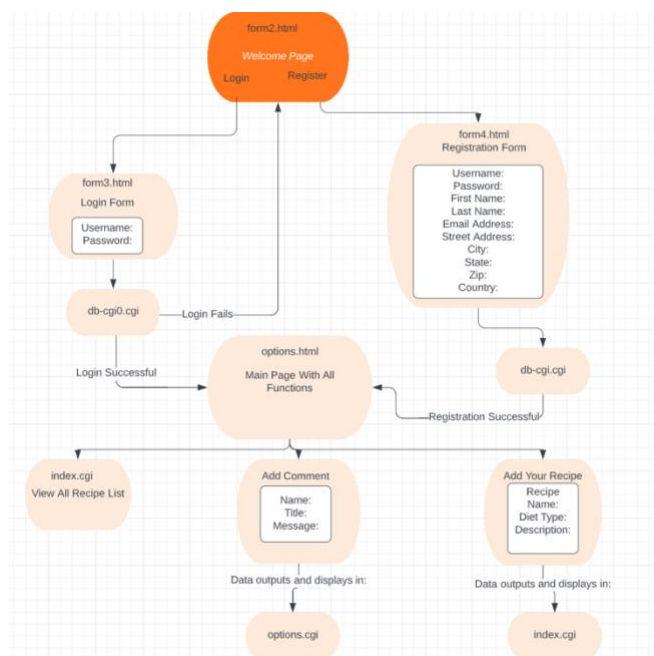 form2.html
Welcome Page
Login
Register
form4.html
Registration Form
Username:
Password:
First Name:
Last Name:
Email Address:
Street Address:
City:
State:
Zip:
Country:
form3.html
Login Form
Username:
Password:
db-cgi0.cgi
Login Fails
options.html
Main Page With All
Functions
Login Successful
db-cgi.cgi
Registration Successful
index.cgi
View All Recipe List
Add Comment
Name:
Title:
Message:
Add Your Recipe
Recipe
Name:
Diet Type:
Description:
Data outputs and displays in:
Data outputs and displays in:
options.cgi
index.cgi